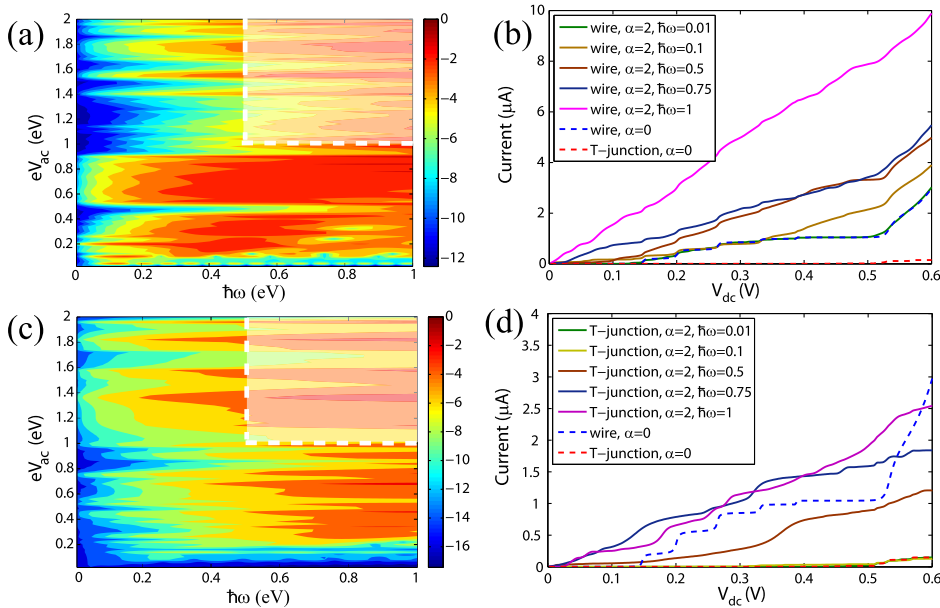 (a)
2
1.8
1.6
1.4
1.2
1
0.8
0.6
0.4
0.2
eVac (eV)
0
0.2
0.4
0.6
0.8
1
ħω (eV)
0
−2
−4
−6
−8
−10
−12
(b)
10
8
6
4
2
0
Current (μA)
wire, α=2, ħω=0.01
wire, α=2, ħω=0.1
wire, α=2, ħω=0.5
wire, α=2, ħω=0.75
wire, α=2, ħω=1
wire, α=0
T−junction, α=0
0
0.1
0.2
0.3
0.4
0.5
0.6
Vdc (V)
(c)
2
1.8
1.6
1.4
1.2
1
0.8
0.6
0.4
0.2
eVac (eV)
0
0.2
0.4
0.6
0.8
1
ħω (eV)
0
−2
−4
−6
−8
−10
−12
−14
−16
(d)
4
3.5
3
2.5
2
1.5
1
0.5
0
Current (μA)
T−junction, α=2, ħω=0.01
T−junction, α=2, ħω=0.1
T−junction, α=2, ħω=0.5
T−junction, α=2, ħω=0.75
T−junction, α=2, ħω=1
wire, α=0
T−junction, α=0
0
0.1
0.2
0.3
0.4
0.5
0.6
Vdc (V)